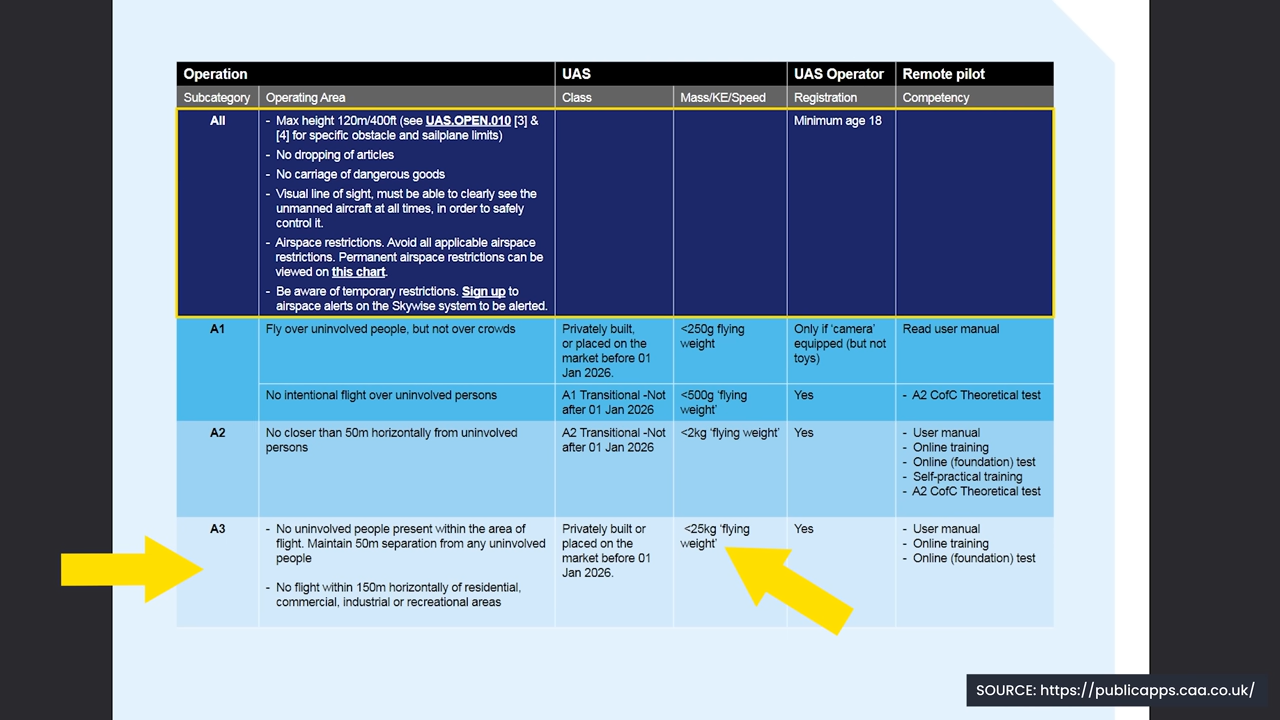 Operation UAS UAS Operator Remote pilot
Subcategory Operating Area Class Mass/KE/Speed Registration Competency
All
- Max height 120m/400ft (see UAS.OPEN.010 [3] &
[4] for specific obstacle and sailplane limits)
- No dropping of articles
- No carriage of dangerous goods
- Visual line of sight, must be able to clearly see the
unmanned aircraft at all times, in order to safely
control it.
- Airspace restrictions. Avoid all applicable airspace
restrictions. Permanent airspace restrictions can be
viewed on this chart.
- Be aware of temporary restrictions. Sign up to
airspace alerts on the Skywise system to be alerted.
Minimum age 18
A1
Fly over uninvolved people, but not over crowds
Privately built,
or placed on the
market before 01
Jan 2026.
<250g flying
weight
Only if ‘camera’
equipped (but not
toys)
Read user manual
No intentional flight over uninvolved persons
A1 Transitional -Not
after 01 Jan 2026
<500g ‘flying
weight’
Yes
- A2 CofC Theoretical test
A2
No closer than 50m horizontally from uninvolved
persons
A2 Transitional -Not
after 01 Jan 2026
<2kg ‘flying weight’
Yes
- User manual
- Online training
- Online (foundation) test
- Self-practical training
- A2 CofC Theoretical test
A3
- No uninvolved people present within the area of
flight. Maintain 50m separation from any uninvolved
people
- No flight within 150m horizontally of residential,
commercial, industrial or recreational areas
Privately built or
placed on the
market before 01
Jan 2026.
<25kg ‘flying
weight’
Yes
- User manual
- Online training
- Online (foundation) test
SOURCE: https://publicapps.caa.co.uk/